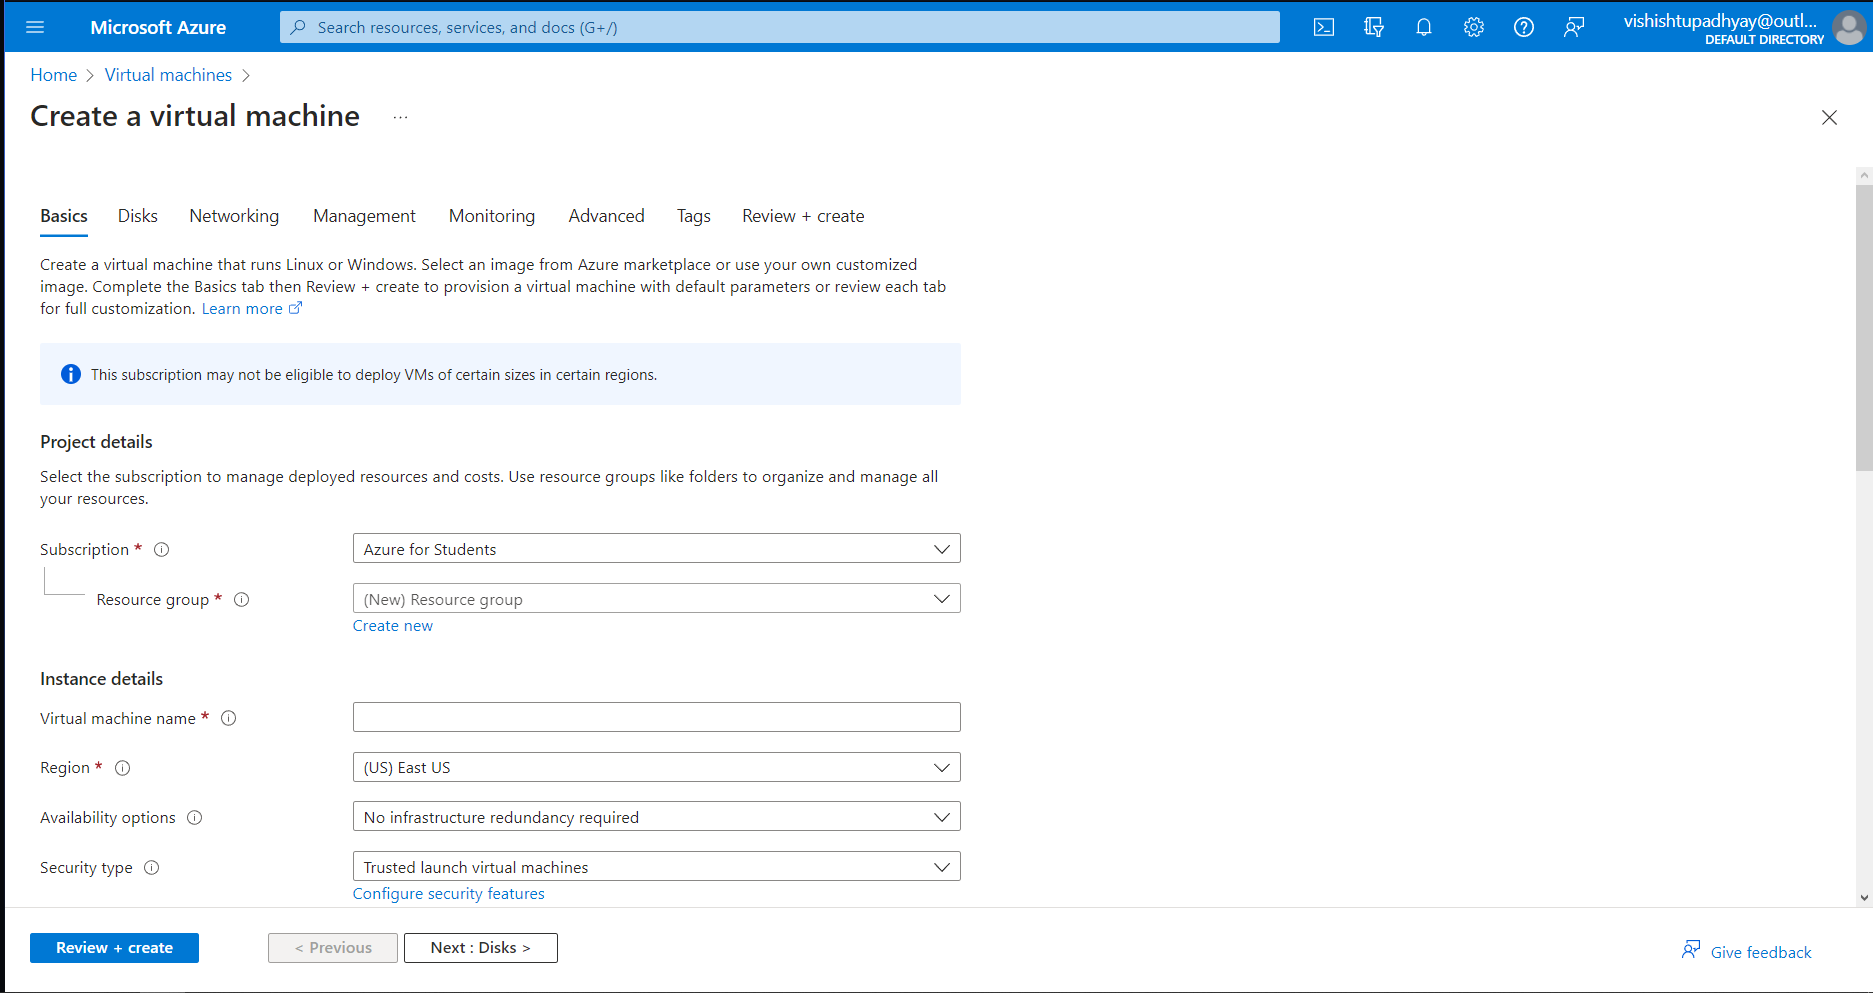 Microsoft Azure
Search resources, services, and docs (G+/)
vishishtupadhyay@outl...
DEFAULT DIRECTORY
Home > Virtual machines >
Create a virtual machine ...
Basics Disks Networking Management Monitoring Advanced Tags Review + create
Create a virtual machine that runs Linux or Windows. Select an image from Azure marketplace or use your own customized
image. Complete the Basics tab then Review + create to provision a virtual machine with default parameters or review each tab
for full customization. Learn more
This subscription may not be eligible to deploy VMs of certain sizes in certain regions.
Project details
Select the subscription to manage deployed resources and costs. Use resource groups like folders to organize and manage all
your resources.
Subscription * Azure for Students
Resource group * (New) Resource group
Create new
Instance details
Virtual machine name *
Region * (US) East US
Availability options No infrastructure redundancy required
Security type Trusted launch virtual machines
Configure security features
Review + create < Previous Next : Disks > Give feedback